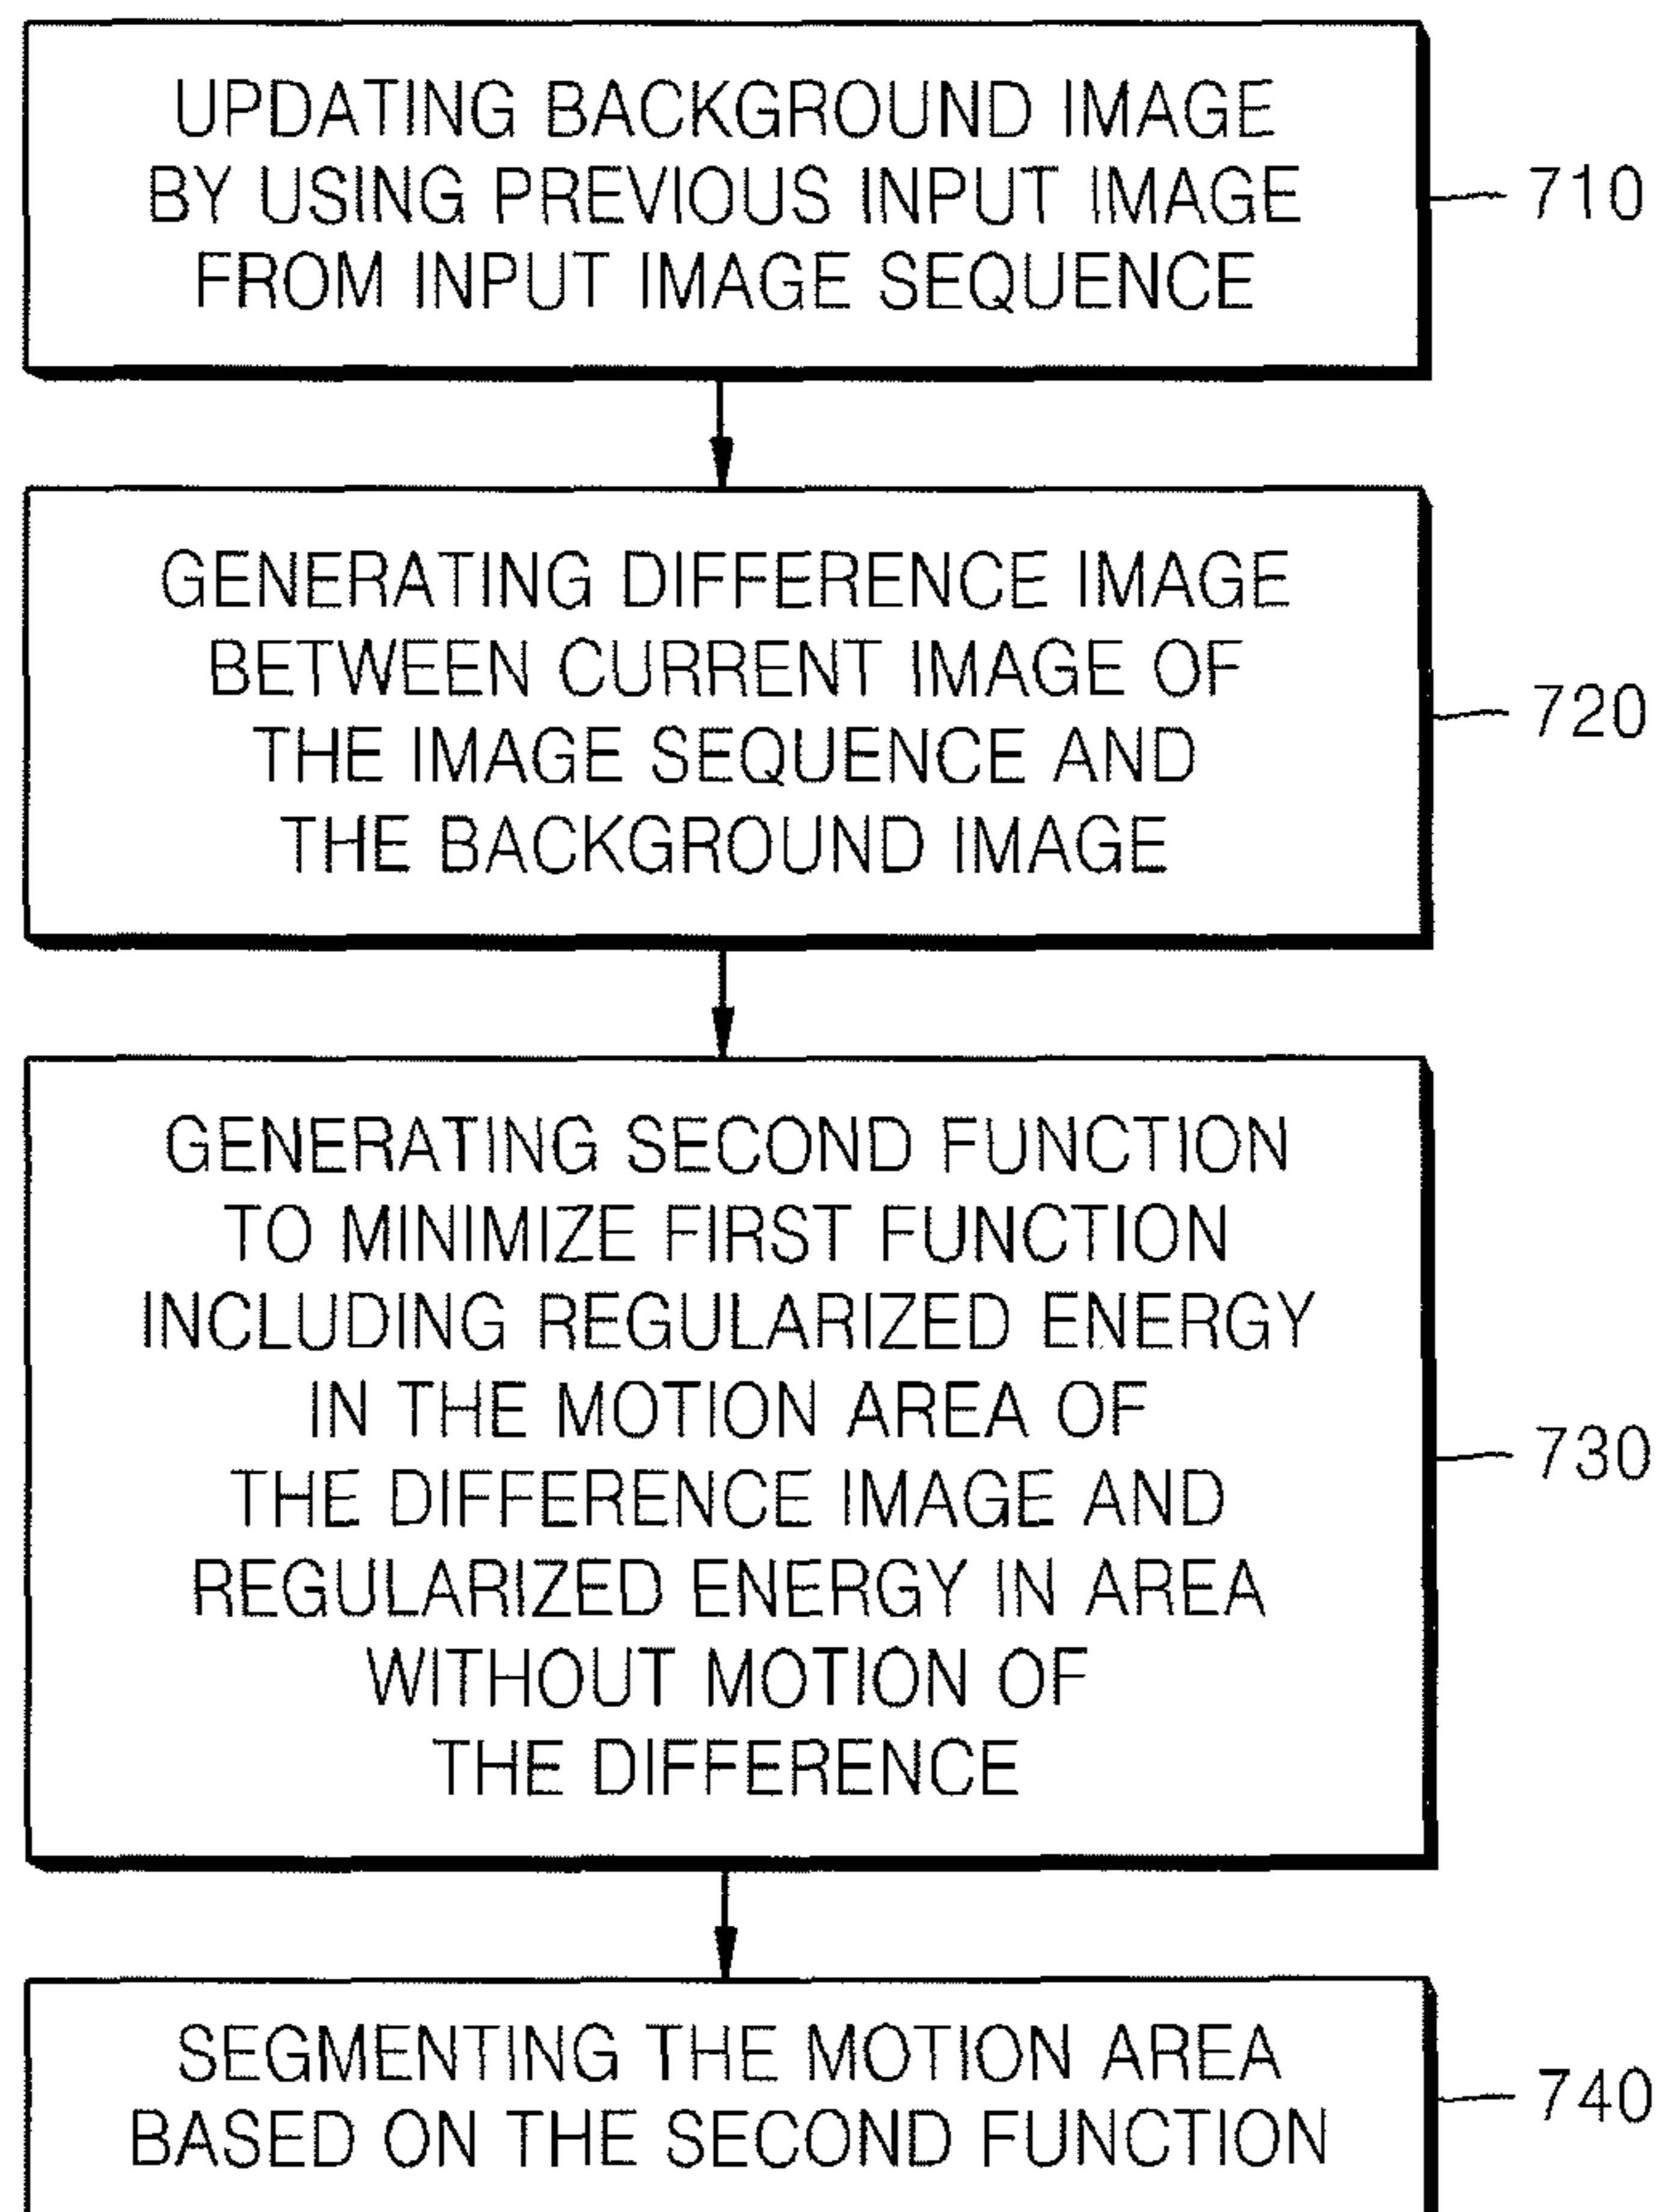 UPDATING BACKGROUND IMAGE
BY USING PREVIOUS INPUT IMAGE
FROM INPUT IMAGE SEQUENCE
710
GENERATING DIFFERENCE IMAGE
BETWEEN CURRENT IMAGE OF
THE IMAGE SEQUENCE AND
THE BACKGROUND IMAGE
720
GENERATING SECOND FUNCTION
TO MINIMIZE FIRST FUNCTION
INCLUDING REGULARIZED ENERGY
IN THE MOTION AREA OF
THE DIFFERENCE IMAGE AND
REGULARIZED ENERGY IN AREA
WITHOUT MOTION OF
THE DIFFERENCE
730
SEGMENTING THE MOTION AREA
BASED ON THE SECOND FUNCTION
740